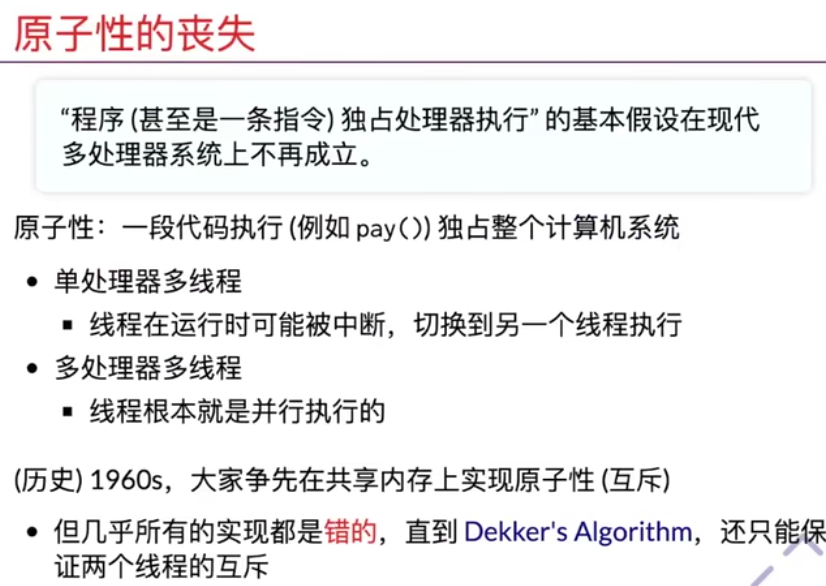 原子性的丧失
“程序 (甚至是一条指令) 独占处理器执行” 的基本假设在现代
多处理器系统上不再成立。
原子性：一段代码执行 (例如 pay()) 独占整个计算机系统
• 单处理器多线程
▪ 线程在运行时可能被中断，切换到另一个线程执行
• 多处理器多线程
▪ 线程根本就是并行执行的
(历史) 1960s，大家争先在共享内存上实现原子性 (互斥)
• 但几乎所有的实现都是错的，直到 Dekker's Algorithm，还只能保
证两个线程的互斥